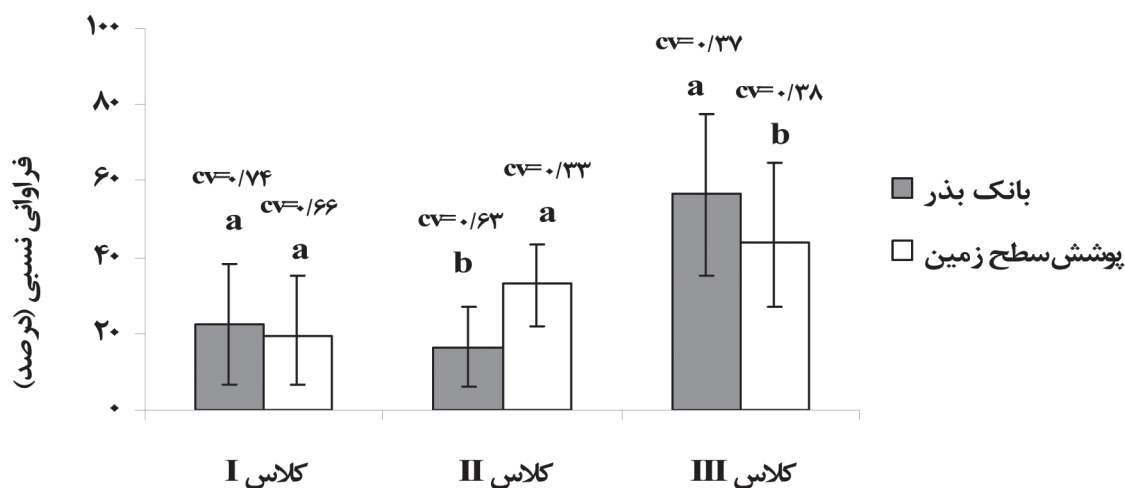 فراوانی نسبی (درصد)
۱۰۰
۸۰
۶۰
۴۰
۲۰
۰
cv=۰/۷۴
a
cv=۰/۶۶
a
cv=۰/۶۳
b
cv=۰/۳۳
a
cv=۰/۳۷
a
cv=۰/۳۸
b
کلاس I
کلاس II
کلاس III
بانک بذر
پوشش سطح زمین